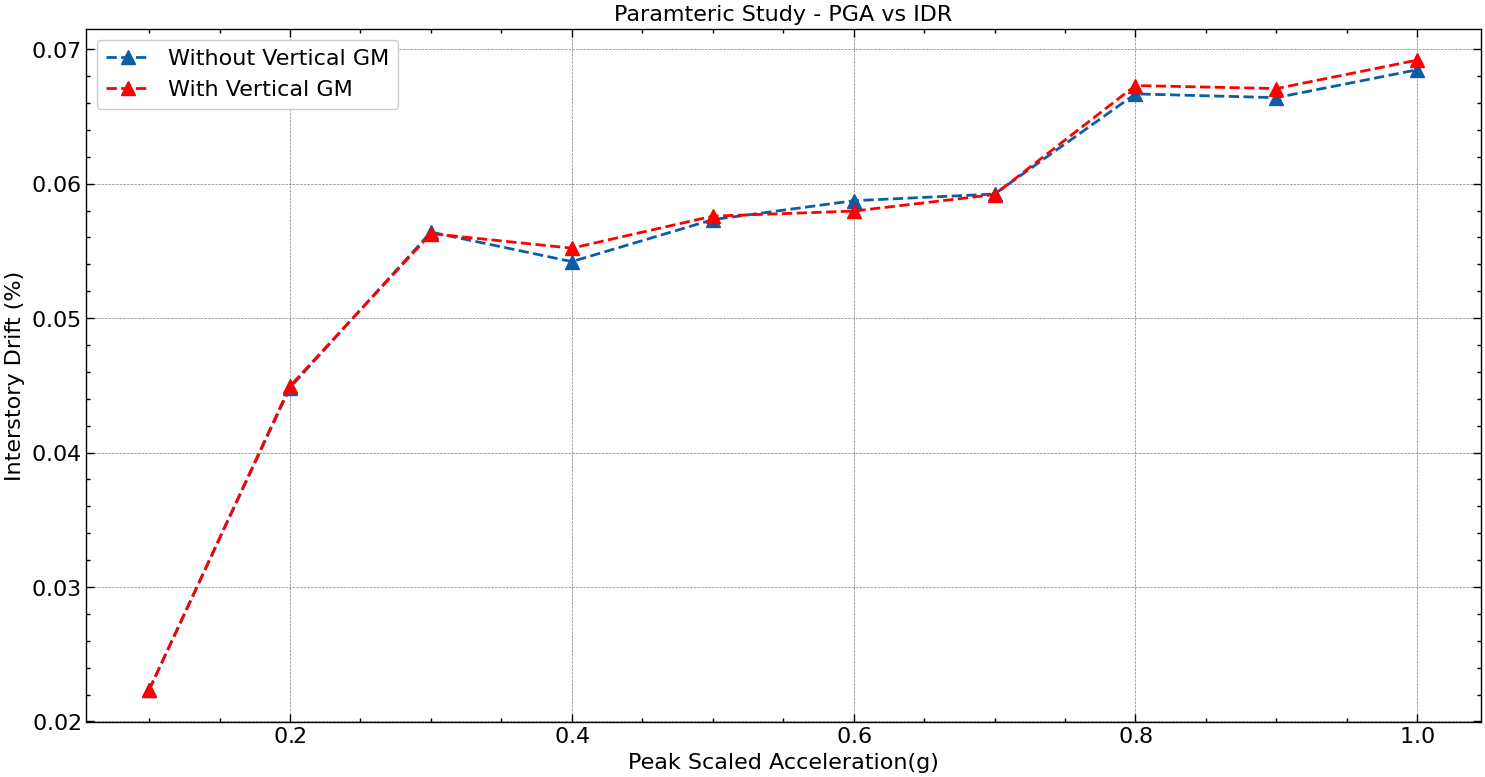 Paramteric Study - PGA vs IDR
Without Vertical GM
With Vertical GM
0.07
0.06
0.05
0.04
0.03
0.02
Interstory Drift (%)
0.2 0.4 0.6 0.8 1.0
Peak Scaled Acceleration(g)